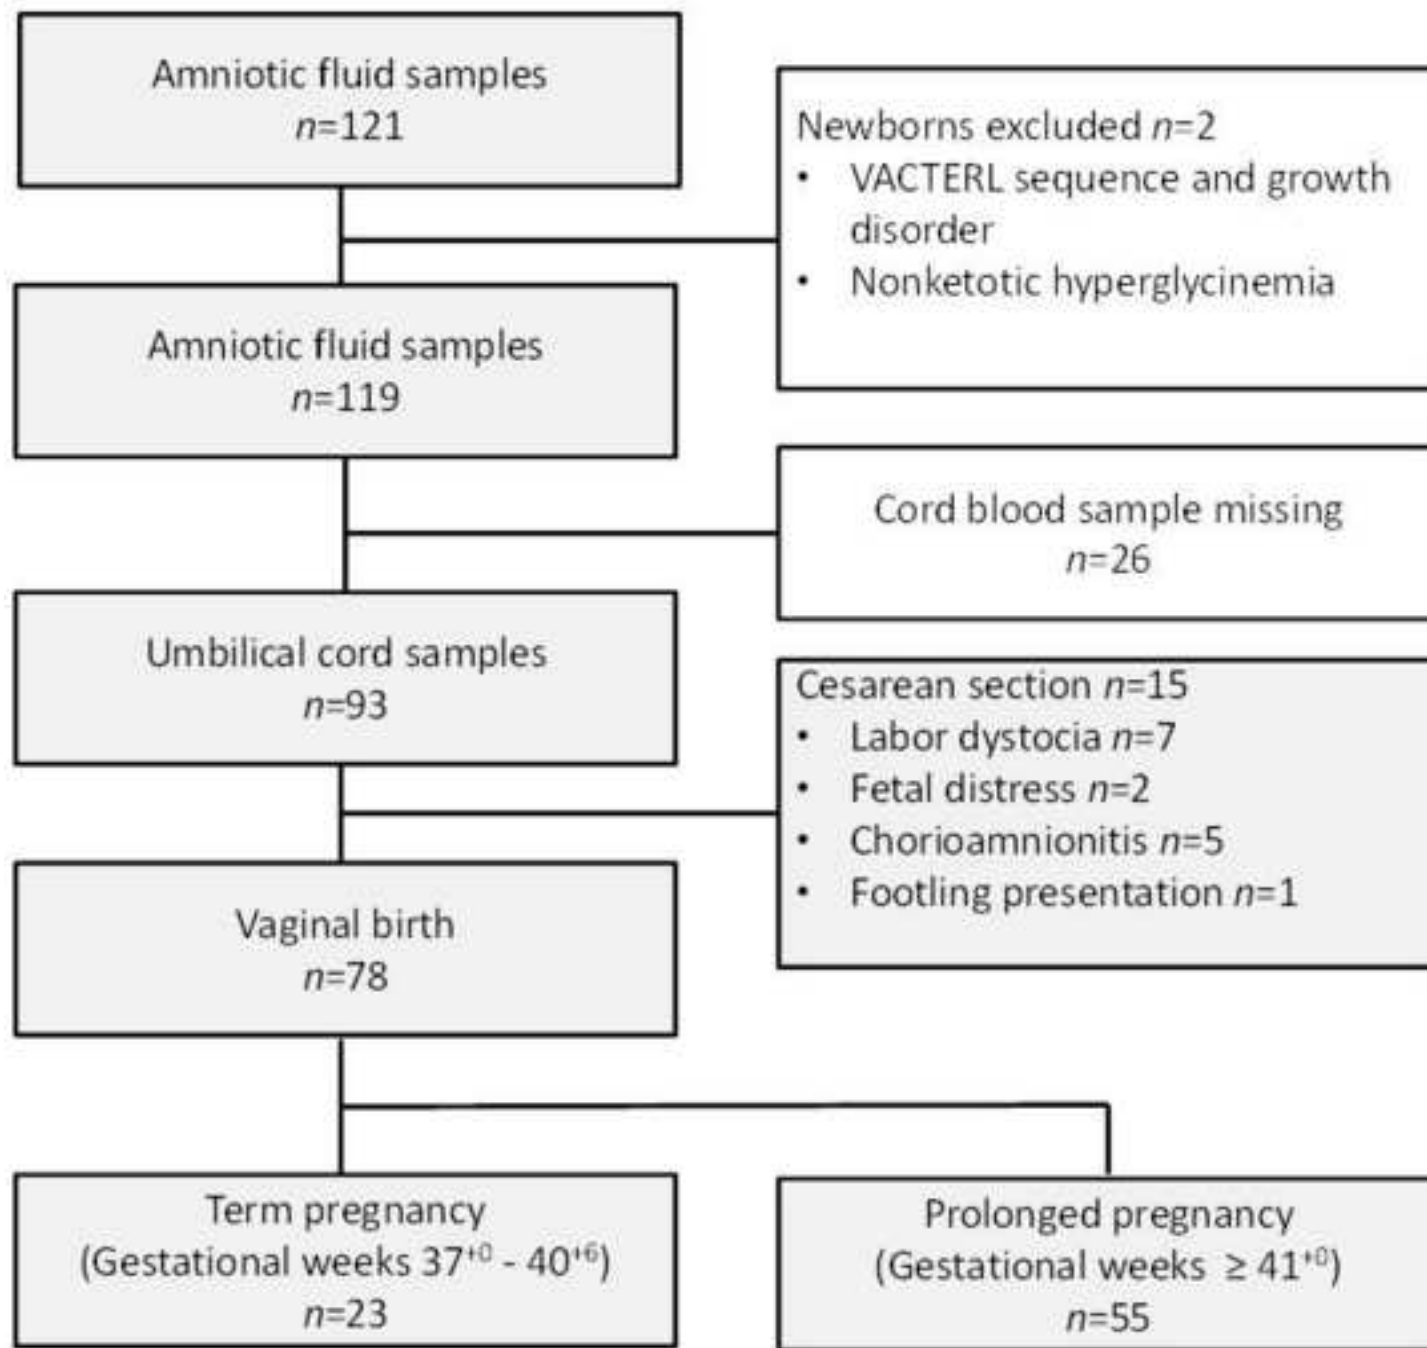 Amniotic fluid samples
n=121
Newborns excluded n=2
• VACTERL sequence and growth
disorder
• Nonketotic hyperglycinemia
Amniotic fluid samples
n=119
Cord blood sample missing
n=26
Umbilical cord samples
n=93
Cesarean section n=15
• Labor dystocia n=7
• Fetal distress n=2
• Chorioamnionitis n=5
• Footling presentation n=1
Vaginal birth
n=78
Term pregnancy
(Gestational weeks 37⁺⁰ - 40⁺⁶)
n=23
Prolonged pregnancy
(Gestational weeks ≥ 41⁺⁰)
n=55